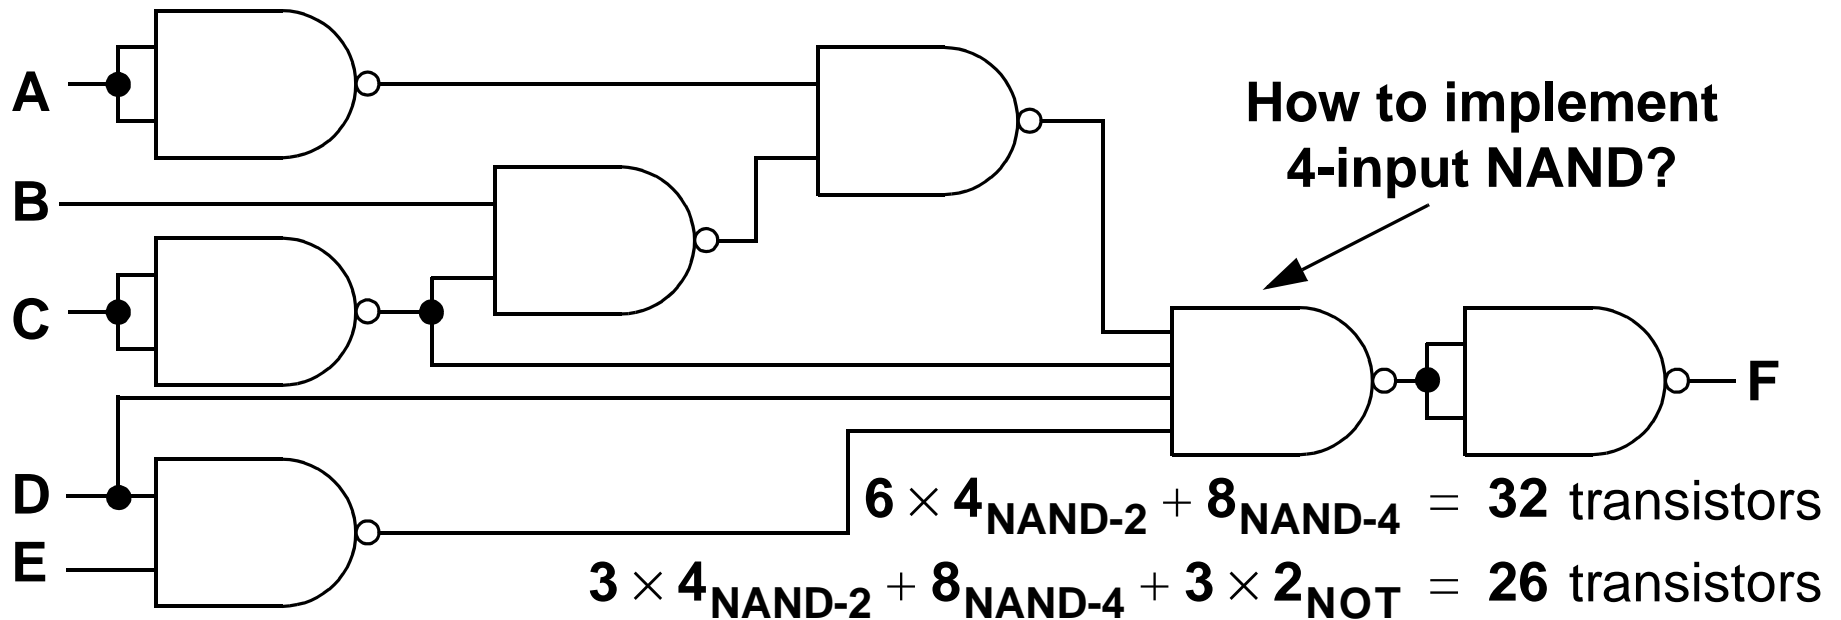 A
How to implement
4-input NAND?
B
C
F
D
6 × 4NAND-2 + 8NAND-4 = 32 transistors
E
3 × 4NAND-2 + 8NAND-4 + 3 × 2NOT = 26 transistors